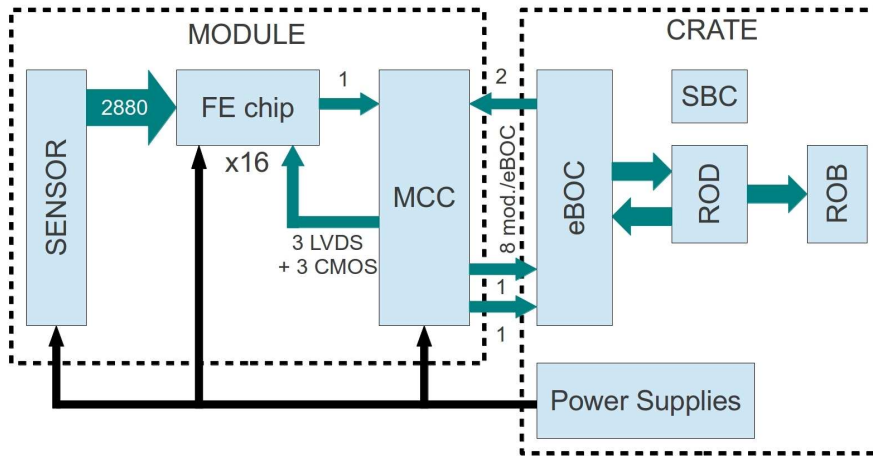 MODULE
CRATE
SENSOR
2880
FE chip
x16
1
3 LVDS
+ 3 CMOS
MCC
2
8 mod./eBOC
1
1
eBOC
SBC
ROD
ROB
Power Supplies